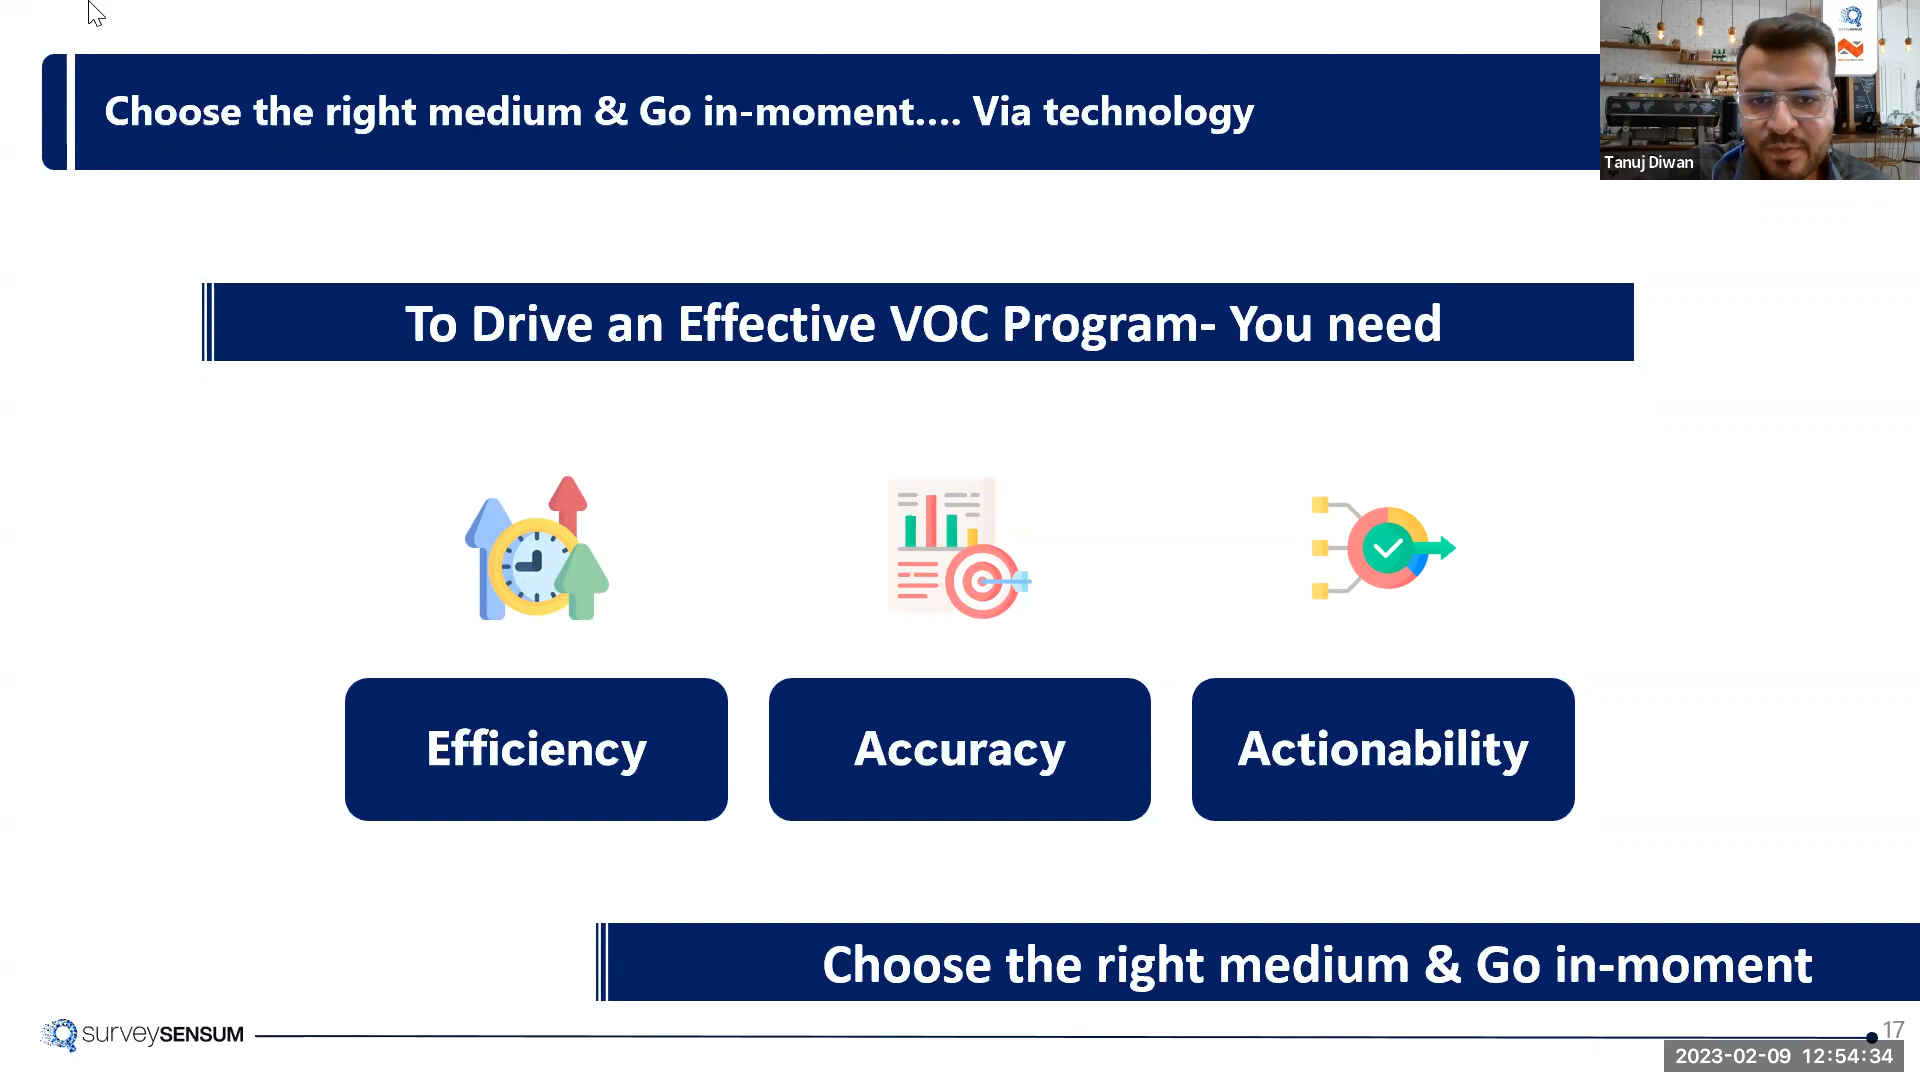 Choose the right medium & Go in-moment.... Via technology
Tanuj Diwan
To Drive an Effective VOC Program- You need
Efficiency
Accuracy
Actionability
Choose the right medium & Go in-moment
surveySENSUM
17
2023-02-09 12:54:34